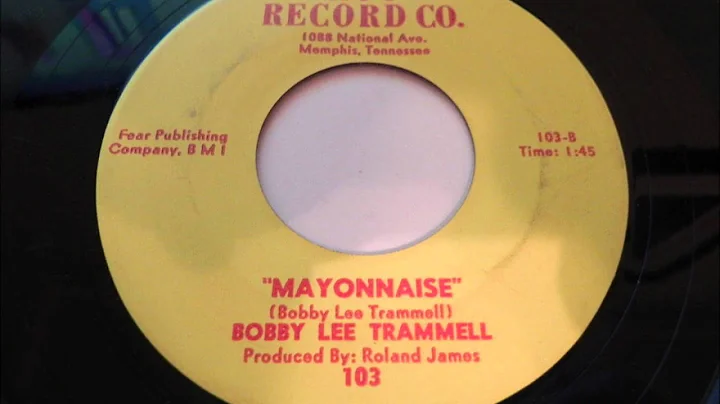 RECORD CO.
1088 National Ave.
Memphis, Tennessee
Fear Publishing
Company, B M I
103-B
Time: 1:45
"MAYONNAISE"
(Bobby Lee Trammell)
BOBBY LEE TRAMMELL
Produced By: Roland James
103